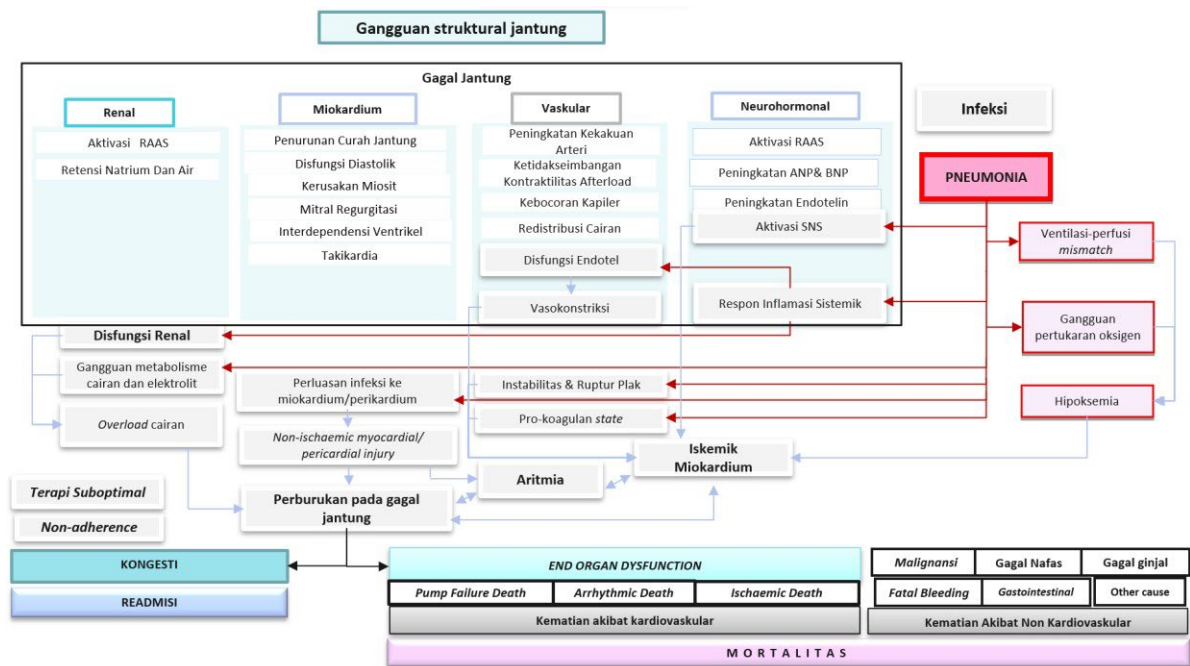 Gangguan struktural jantung
Gagal Jantung
Renal
Aktivasi RAAS
Retensi Natrium Dan Air
Miokardium
Penurunan Curah Jantung
Disfungsi Diastolik
Kerusakan Miosit
Mitral Regurgitasi
Interdependensi Ventrikel
Takikardia
Vaskular
Peningkatan Kekakuan
Arteri
Ketidakseimbangan
Kontraktilitas Afterload
Kebocoran Kapiler
Redistribusi Cairan
Disfungsi Endotel
Vasokonstriksi
Neurohormonal
Aktivasi RAAS
Peningkatan ANP& BNP
Peningkatan Endotelin
Aktivasi SNS
Respon Inflamasi Sistemik
Infeksi
PNEUMONIA
Ventilasi-perfusi
mismatch
Gangguan
pertukaran oksigen
Hipoksemia
Disfungsi Renal
Gangguan metabolisme
cairan dan elektrolit
Overload cairan
Perluasan infeksi ke
miokardium/perikardium
Non-ischaemic myocardial/
pericardial injury
Instabilitas & Ruptur Plak
Pro-koagulan state
Iskemik
Miokardium
Aritmia
Perburukan pada gagal
jantung
Terapi Suboptimal
Non-adherence
KONGESTI
READMISI
END ORGAN DYSFUNCTION
Pump Failure Death
Arrhythmic Death
Ischaemic Death
Kematian akibat kardiovaskular
Malignansi
Gagal Nafas
Gagal ginjal
Fatal Bleeding
Gastointestinal
Other cause
Kematian Akibat Non Kardiovaskular
MORTALITAS